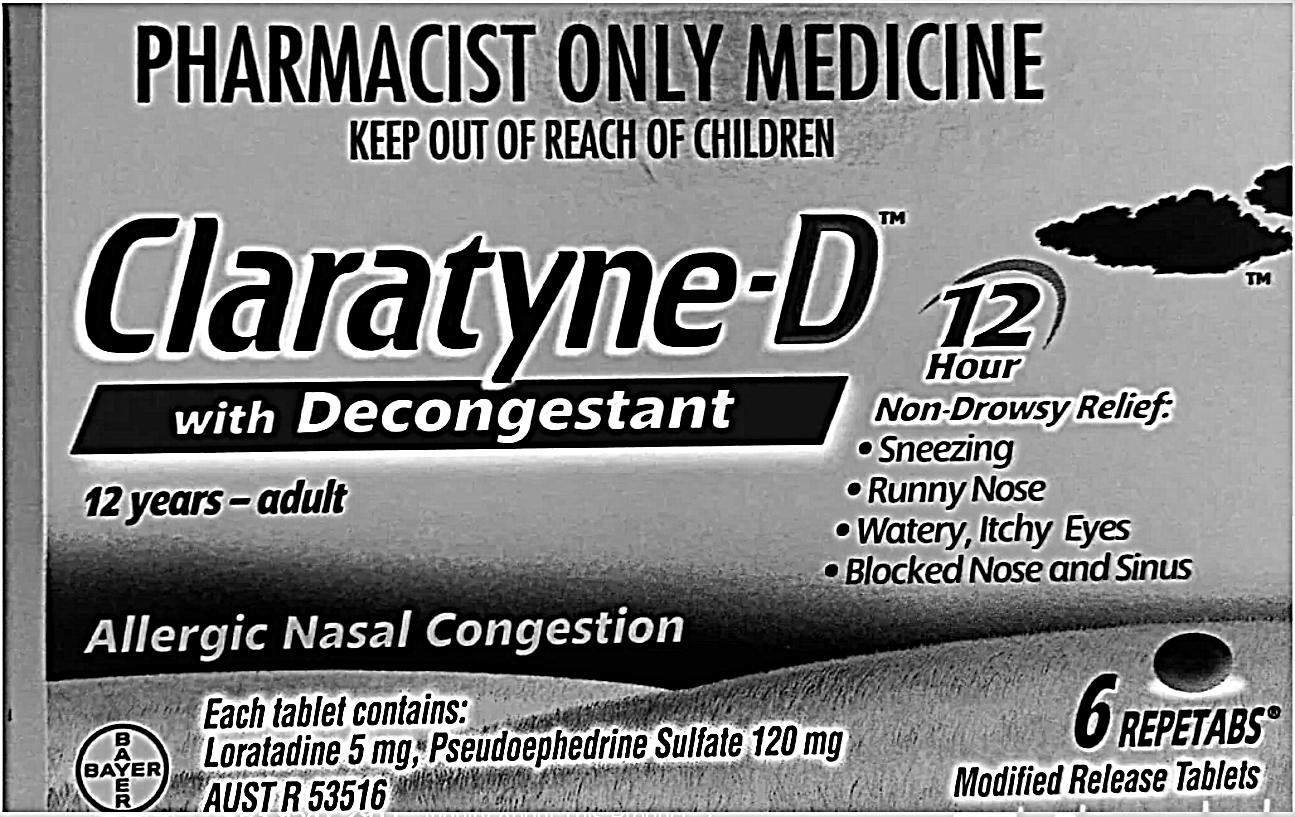 PHARMACIST ONLY MEDICINE
KEEP OUT OF REACH OF CHILDREN
Claratyne-D™
with Decongestant
12 years – adult
™
12
Hour
Non-Drowsy Relief:
• Sneezing
• Runny Nose
• Watery, Itchy Eyes
• Blocked Nose and Sinus
Allergic Nasal Congestion
Each tablet contains:
Loratadine 5 mg, Pseudoephedrine Sulfate 120 mg
AUST R 53516
BAYER
BAYER
6 REPETABS®
Modified Release Tablets